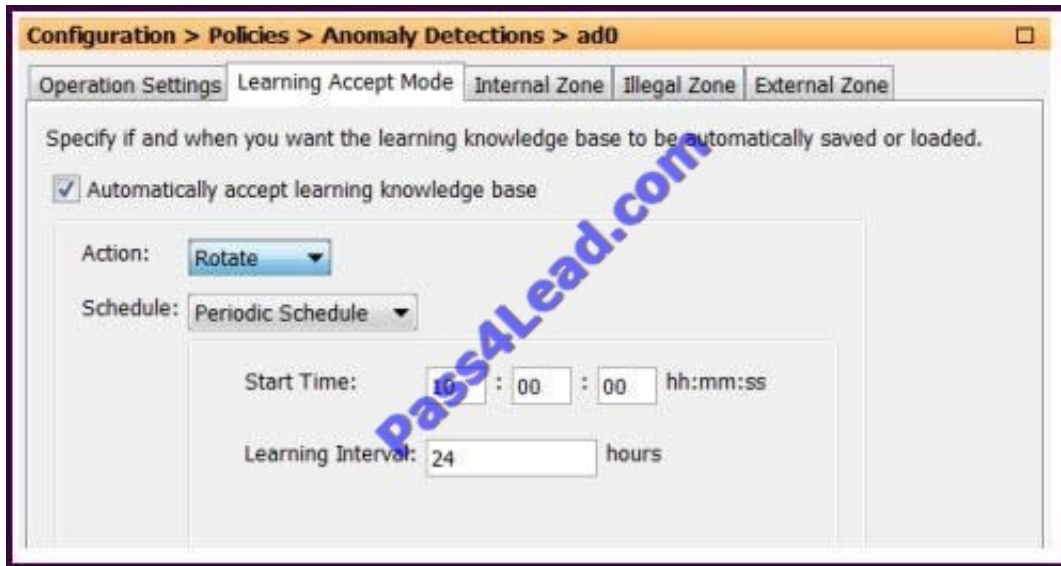 Configuration > Policies > Anomaly Detections > ad0
Operation Settings Learning Accept Mode Internal Zone Illegal Zone External Zone
Specify if and when you want the learning knowledge base to be automatically saved or loaded.
Automatically accept learning knowledge base
Action: Rotate
Schedule: Periodic Schedule
Start Time: 10 : 00 : 00 hh:mm:ss
Learning Interval: 24 hours
Pass4Lead.com